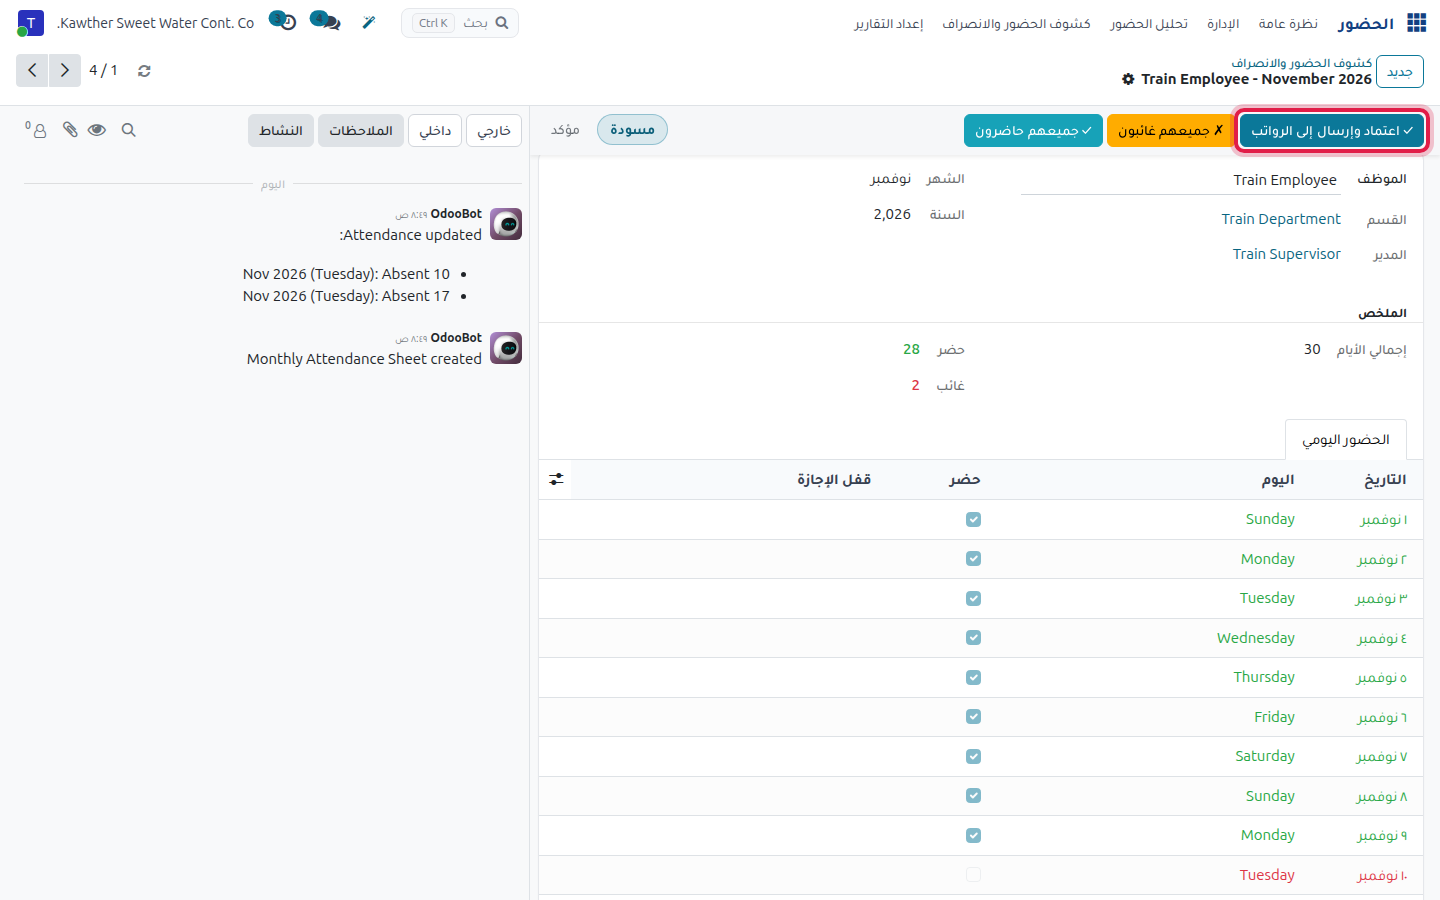 الحضور
نظرة عامة
الإدارة
تحليل الحضور
كشوف الحضور والانصراف
إعداد التقارير
بحث Ctrl K
4
3
Kawther Sweet Water Cont. Co.
T
جديد
كشوف الحضور والانصراف
Train Employee - November 2026
1 / 4
✓ اعتماد وإرسال إلى الرواتب
✗ جميعهم غائبون
✓ جميعهم حاضرون
مسودة
مؤكد
خارجي
داخلي
الملاحظات
النشاط
0
الموظف Train Employee
الشهر نوفمبر
القسم Train Department
السنة 2,026
المدير Train Supervisor
الملخص
إجمالي الأيام 30
حضر 28
غائب 2
الحضور اليومي
التاريخ اليوم حضر قفل الإجازة
١ نوفمبر Sunday
٢ نوفمبر Monday
٣ نوفمبر Tuesday
٤ نوفمبر Wednesday
٥ نوفمبر Thursday
٦ نوفمبر Friday
٧ نوفمبر Saturday
٨ نوفمبر Sunday
٩ نوفمبر Monday
١٠ نوفمبر Tuesday
اليوم
OdooBot ٨:٤٩ ص
Attendance updated:
Nov 2026 (Tuesday): Absent 10
Nov 2026 (Tuesday): Absent 17
OdooBot ٨:٤٩ ص
Monthly Attendance Sheet created